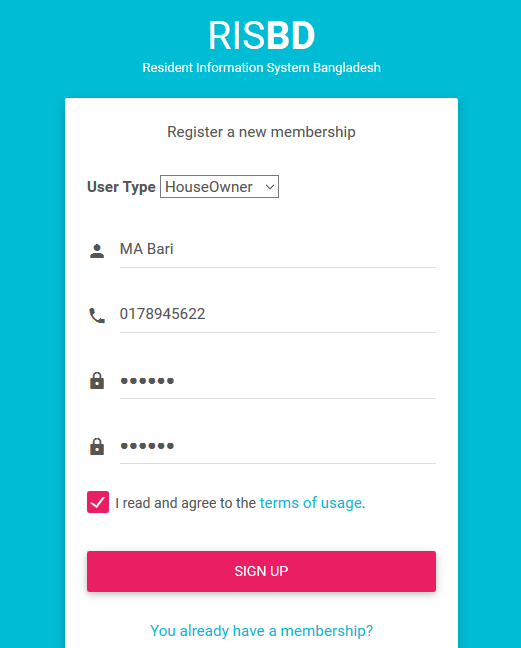 RISBD
Resident Information System Bangladesh
Register a new membership
User Type HouseOwner
MA Bari
0178945622
●●●●●●
●●●●●●
I read and agree to the terms of usage.
SIGN UP
You already have a membership?